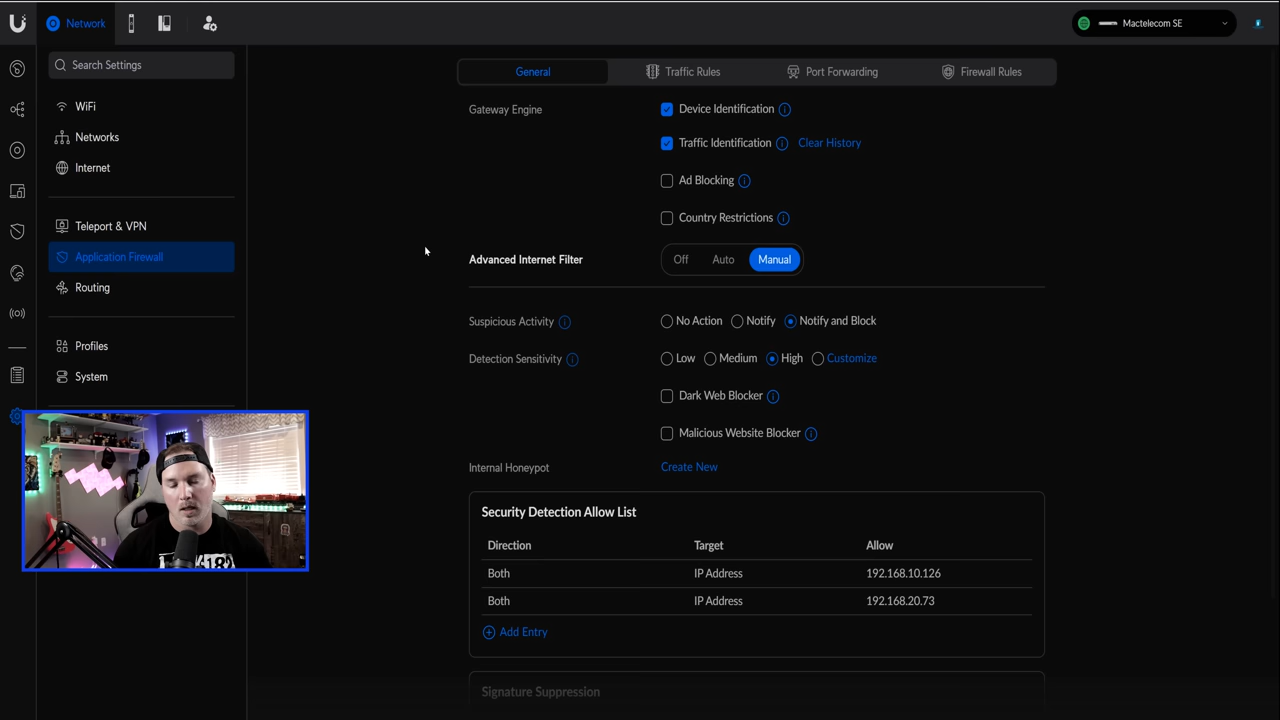 Network
Mactelecom SE
Search Settings
WiFi
Networks
Internet
Teleport & VPN
Application Firewall
Routing
Profiles
System
General
Traffic Rules
Port Forwarding
Firewall Rules
Gateway Engine
Device Identification
Traffic Identification Clear History
Ad Blocking
Country Restrictions
Advanced Internet Filter Off Auto Manual
Suspicious Activity No Action Notify Notify and Block
Detection Sensitivity Low Medium High Customize
Dark Web Blocker
Malicious Website Blocker
Internal Honeypot Create New
Security Detection Allow List
Direction Target Allow
Both IP Address 192.168.10.126
Both IP Address 192.168.20.73
Add Entry
Signature Suppression